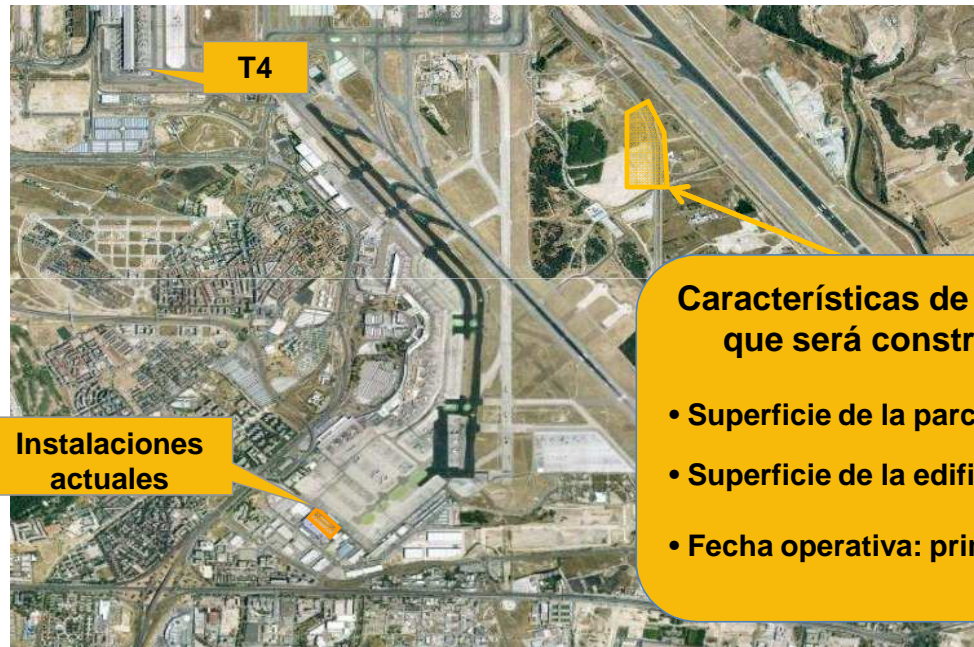 T4
Características de
que será constr
• Superficie de la parc
• Superficie de la edifi
• Fecha operativa: prin
Instalaciones
actuales